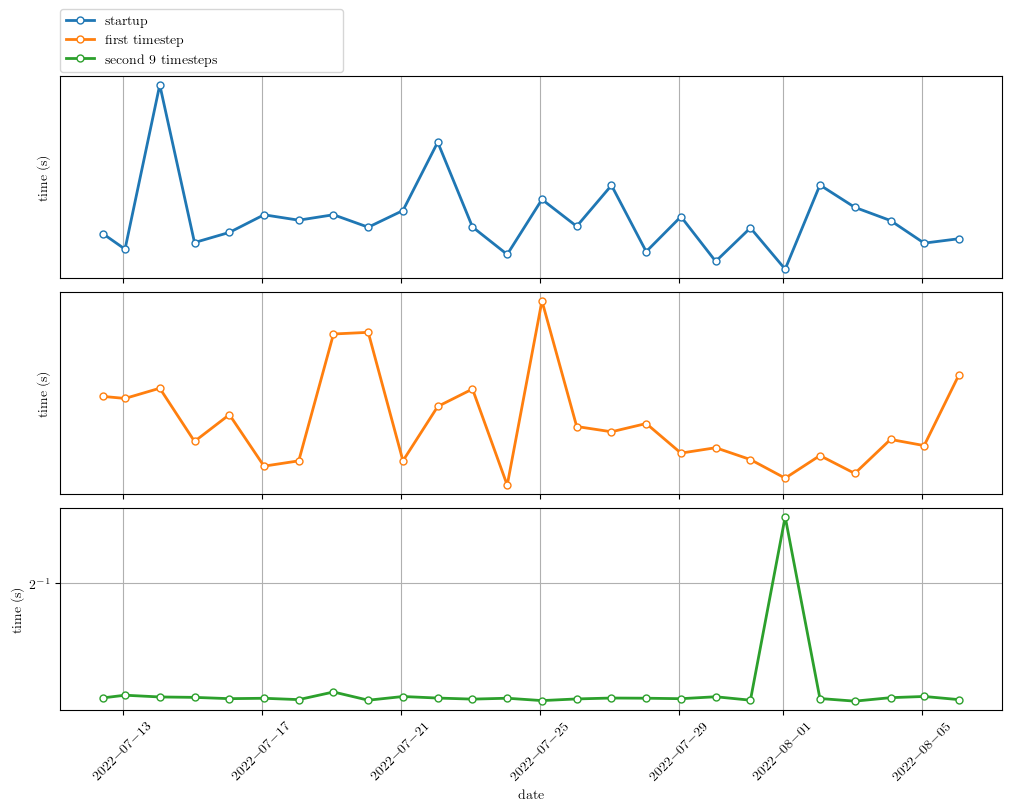 startup
first timestep
second 9 timesteps
time (s)
time (s)
time (s)
2⁻¹
2022−07−13
2022−07−17
2022−07−21
2022−07−25
2022−07−29
2022−08−01
2022−08−05
date